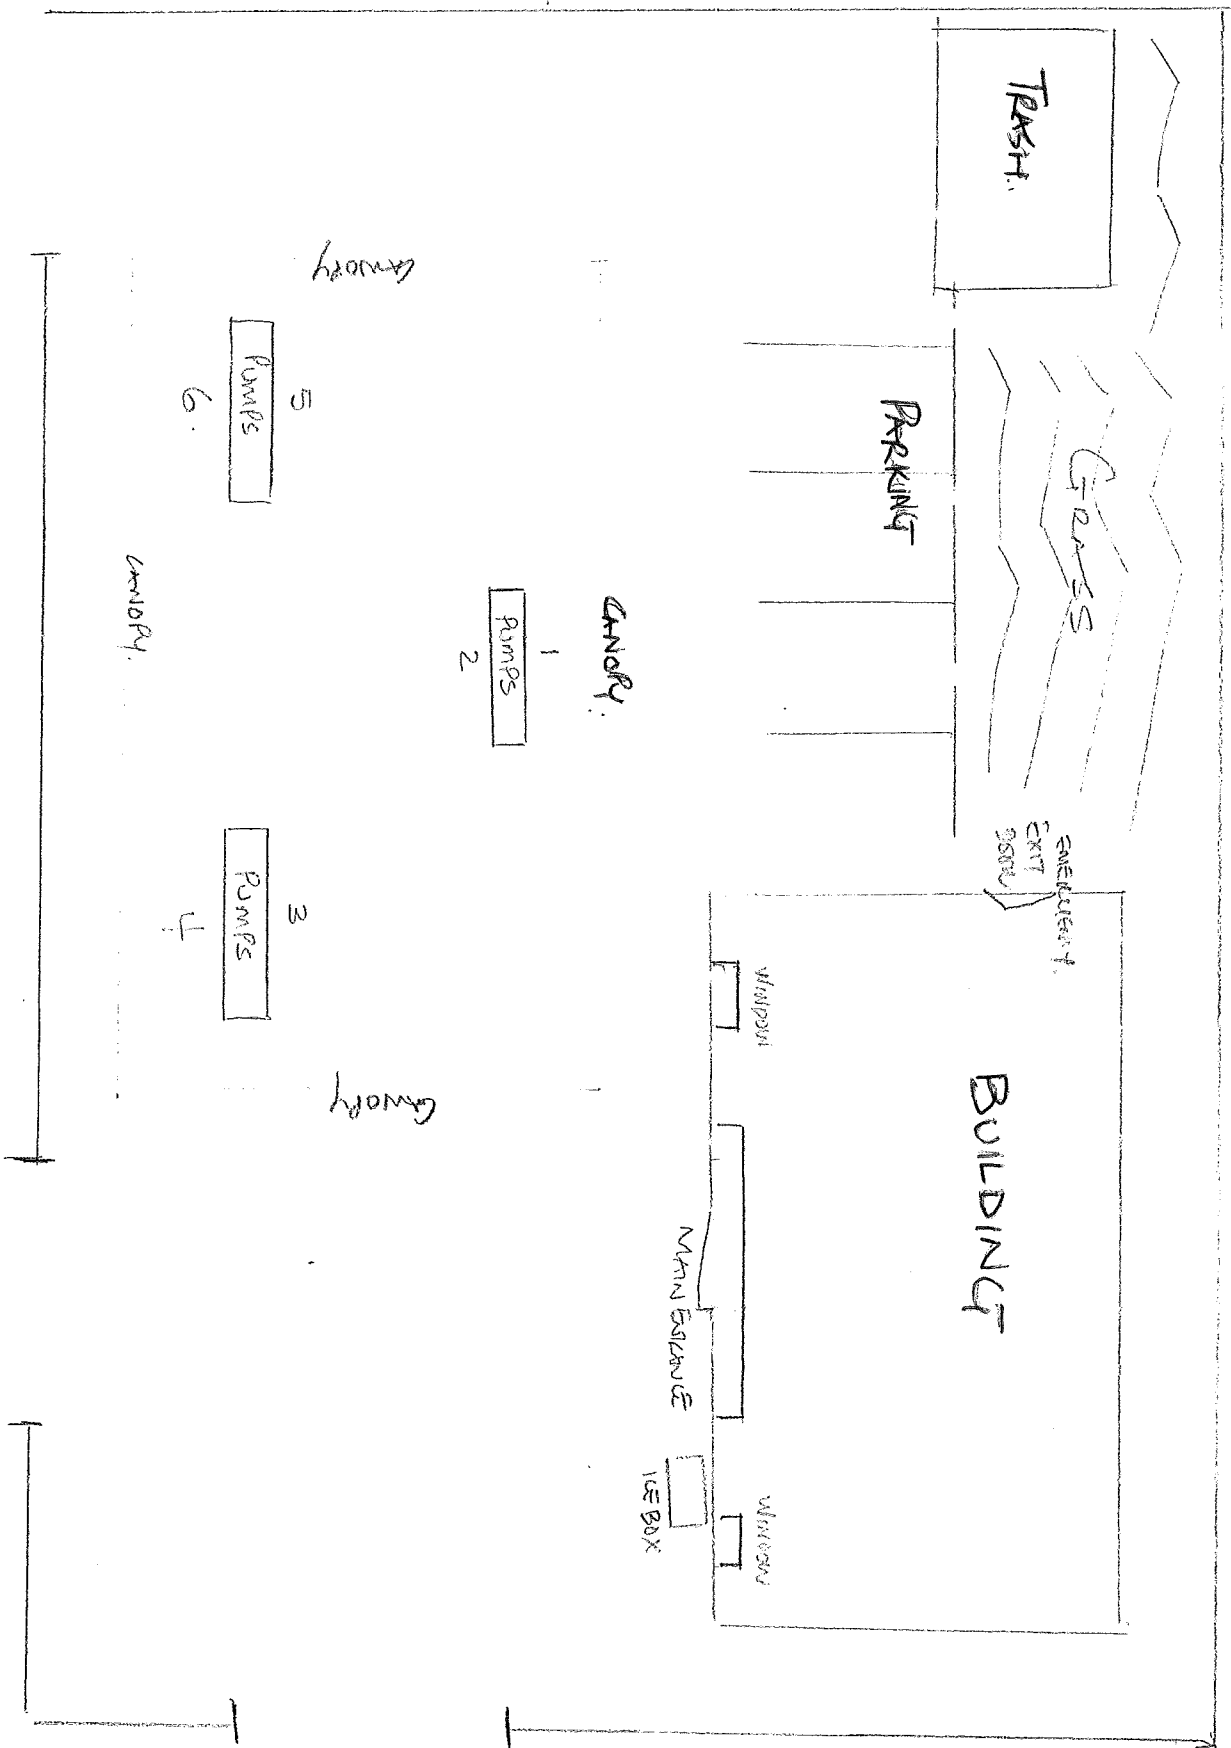 TRASH.
GRASS
PARKING
EXIT
DOOR
BUILDING
WINDOW
WINDOW
MAIN ENTRANCE
ICE BOX
CANOPY.
CANOPY
CANOPY
CANOPY.
1
PUMPS
2
5
PUMPS
6.
3
PUMPS
4